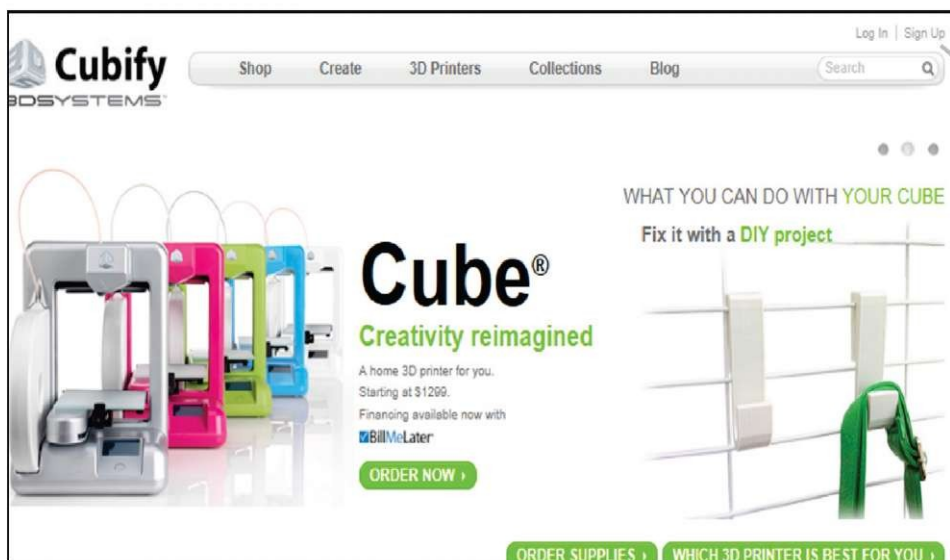 Log In | Sign Up
Cubify
3DSYSTEMS™
Shop Create 3D Printers Collections Blog
Search
WHAT YOU CAN DO WITH YOUR CUBE
Fix it with a DIY project
Cube®
Creativity reimagined
A home 3D printer for you.
Starting at $1299.
Financing available now with
BillMeLater
ORDER NOW ›
ORDER SUPPLIES ›
WHICH 3D PRINTER IS BEST FOR YOU ›